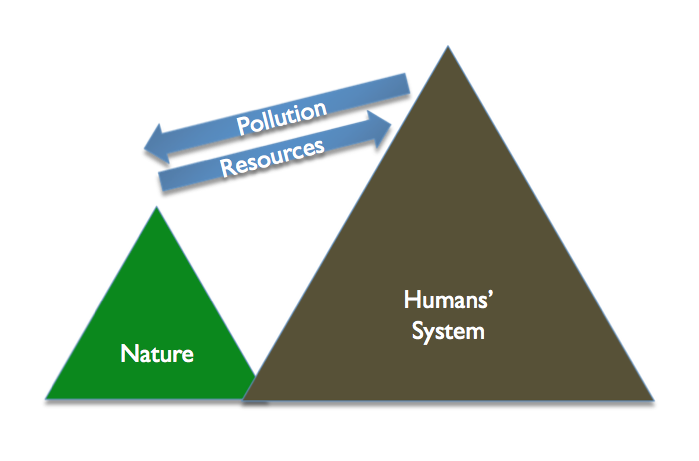 Pollution
Resources
Humans’
System
Nature